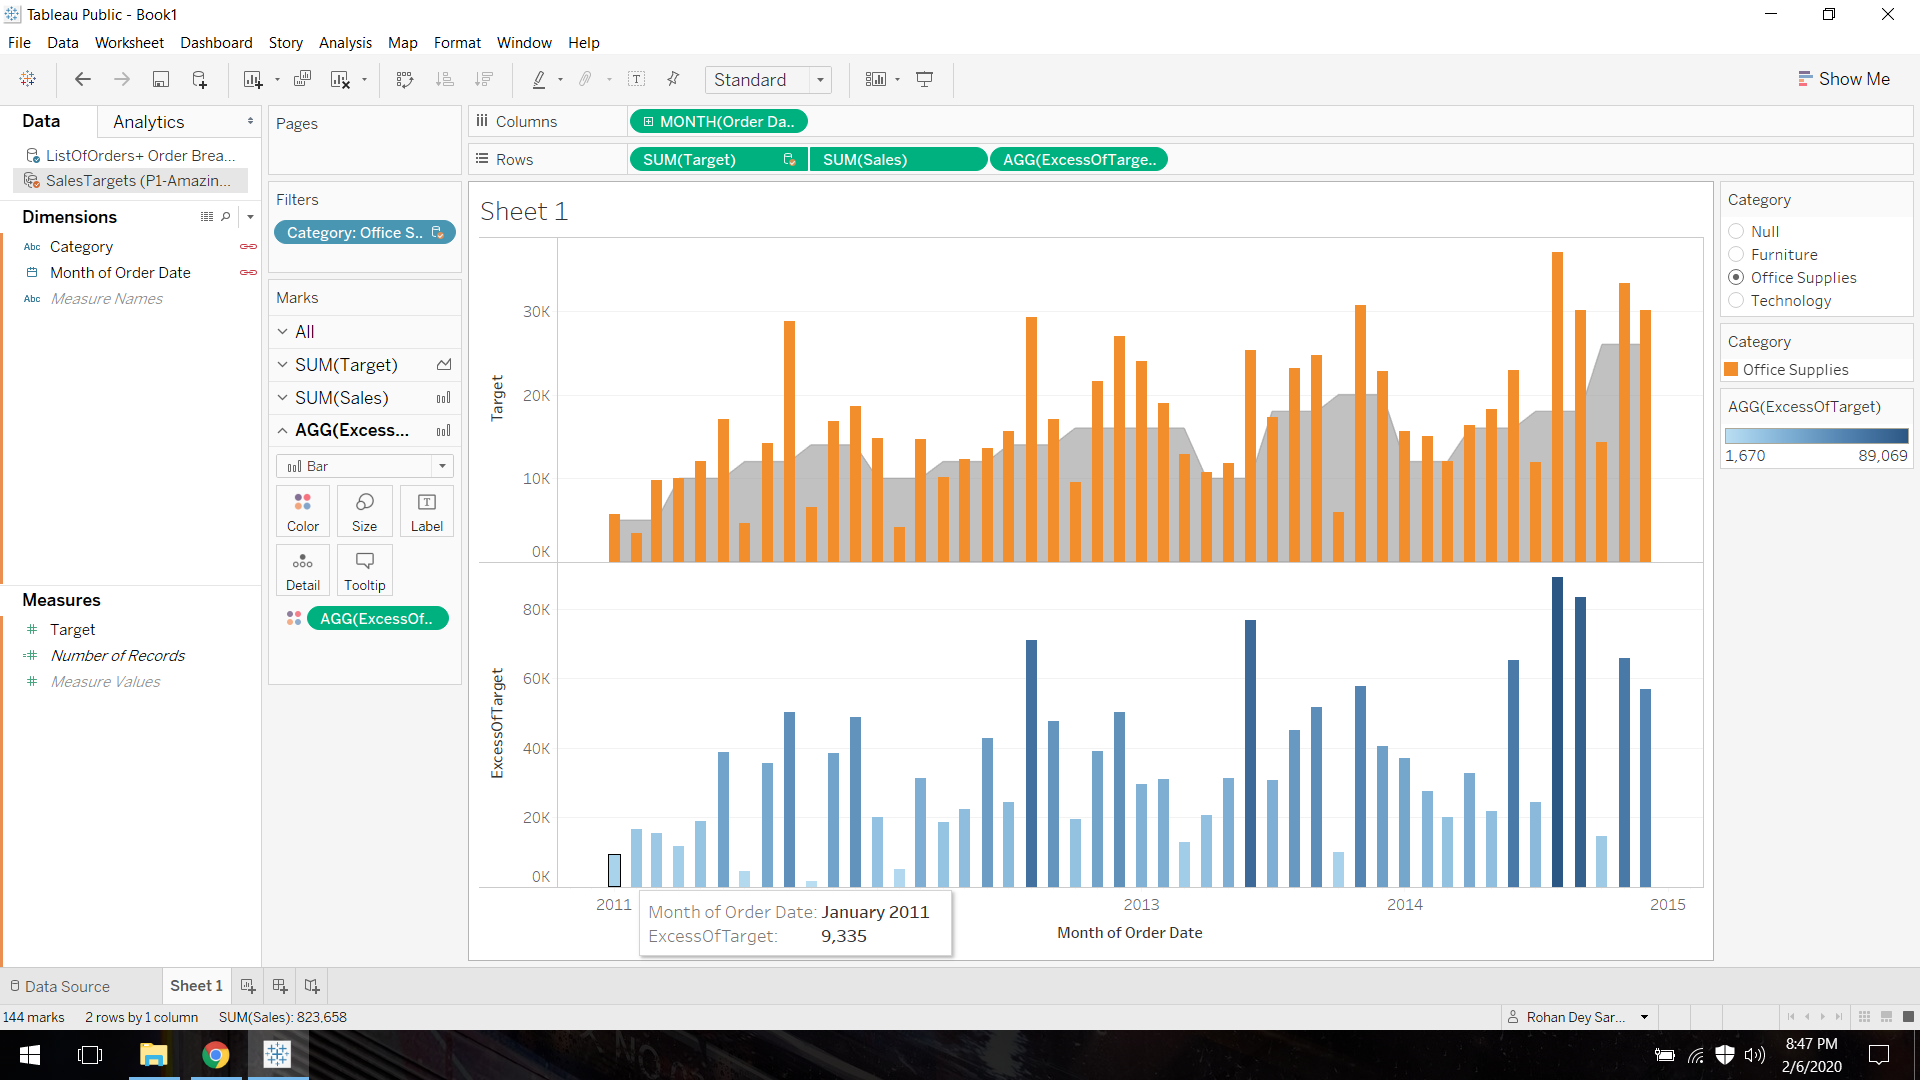 Tableau Public - Book1
File Data Worksheet Dashboard Story Analysis Map Format Window Help
Standard
Show Me
Data Analytics
ListOfOrders+ Order Brea...
SalesTargets (P1-Amazin...
Dimensions
Abc Category
Month of Order Date
Abc Measure Names
Measures
Target
Number of Records
Measure Values
Pages
Filters
Category: Office S..
Marks
All
SUM(Target)
SUM(Sales)
AGG(Excess...
Bar
Color Size Label
Detail Tooltip
AGG(ExcessOf..
Columns MONTH(Order Da..
Rows SUM(Target) SUM(Sales) AGG(ExcessOfTarge..
Sheet 1
Target
30K
20K
10K
0K
ExcessOfTarget
80K
60K
40K
20K
0K
2011 2013 2014 2015
Month of Order Date
Month of Order Date: January 2011
ExcessOfTarget: 9,335
Category
Null
Furniture
Office Supplies
Technology
Category
Office Supplies
AGG(ExcessOfTarget)
1,670 89,069
Data Source Sheet 1
144 marks 2 rows by 1 column SUM(Sales): 823,658
Rohan Dey Sar...
8:47 PM
2/6/2020